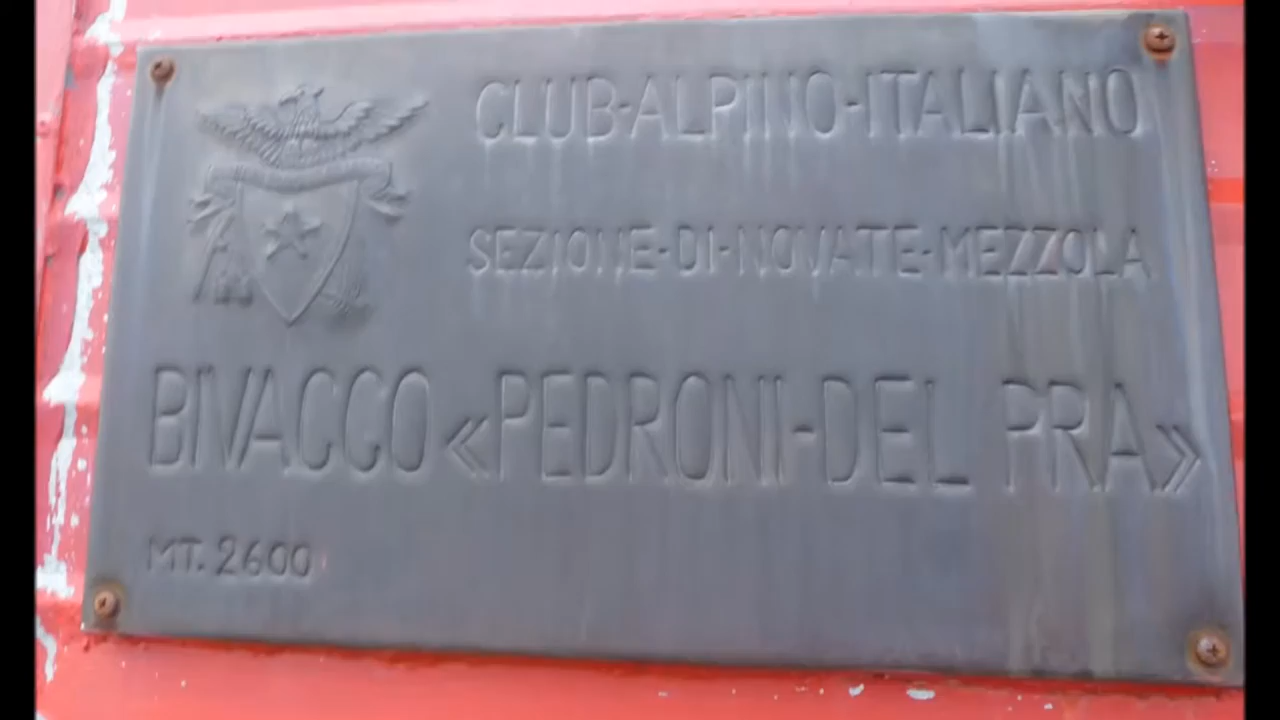 CLUB-ALPINO-ITALIANO
SEZIONE-DI-NOVATE-MEZZOLA
BIVACCO «PEDRONI-DEL PRA»
MT. 2600